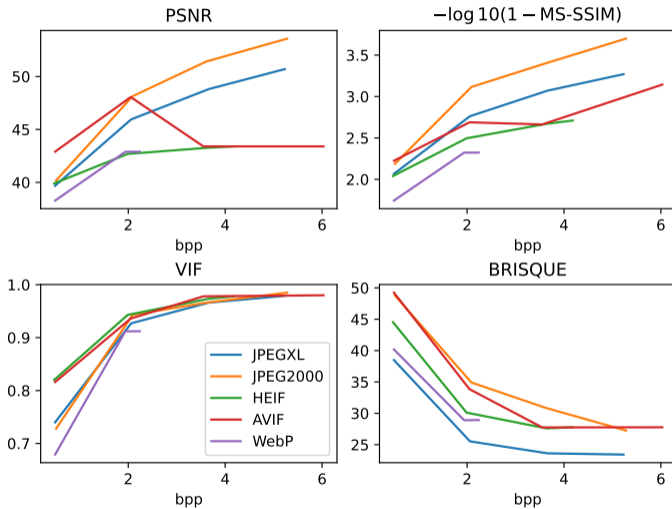 PSNR
50
45
40
2
4
6
bpp
−log 10(1 − MS-SSIM)
3.5
3.0
2.5
2.0
2
4
6
bpp
VIF
1.0
0.9
0.8
0.7
2
4
6
bpp
JPEGXL
JPEG2000
HEIF
AVIF
WebP
BRISQUE
50
45
40
35
30
25
2
4
6
bpp